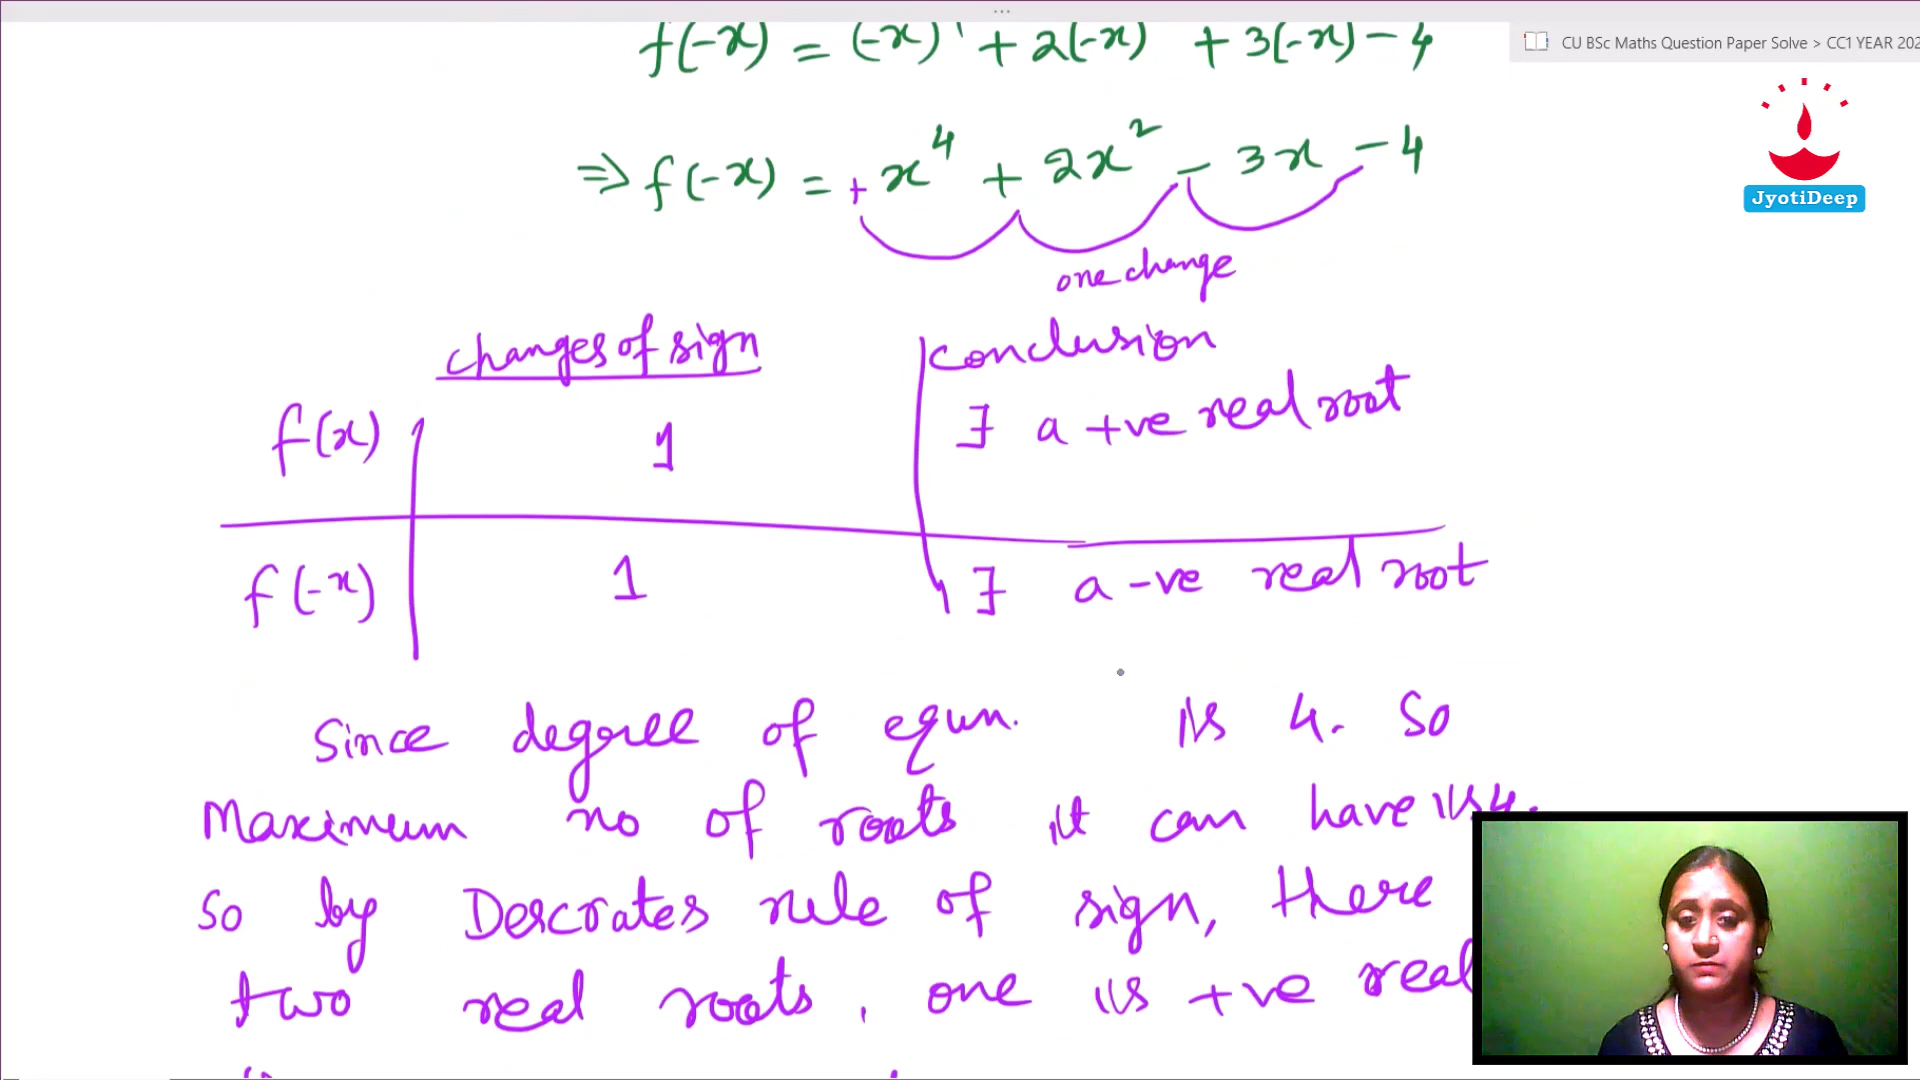 ...
f(-x) = (-x) + 2(-x) + 3(-x) - 4
CU BSc Maths Question Paper Solve > CC1 YEAR 202
⇒ f(-x) = + x⁴ + 2x² - 3x - 4
JyotiDeep
one change
changes of sign conclusion
f(x) 1 ∃ a +ve real root
f(-x) 1 ∃ a -ve real root
Since degree of equn. is 4. So
Maximum no of roots it can have is 4.
So by Descrates rule of sign, there
two real roots, one is +ve real